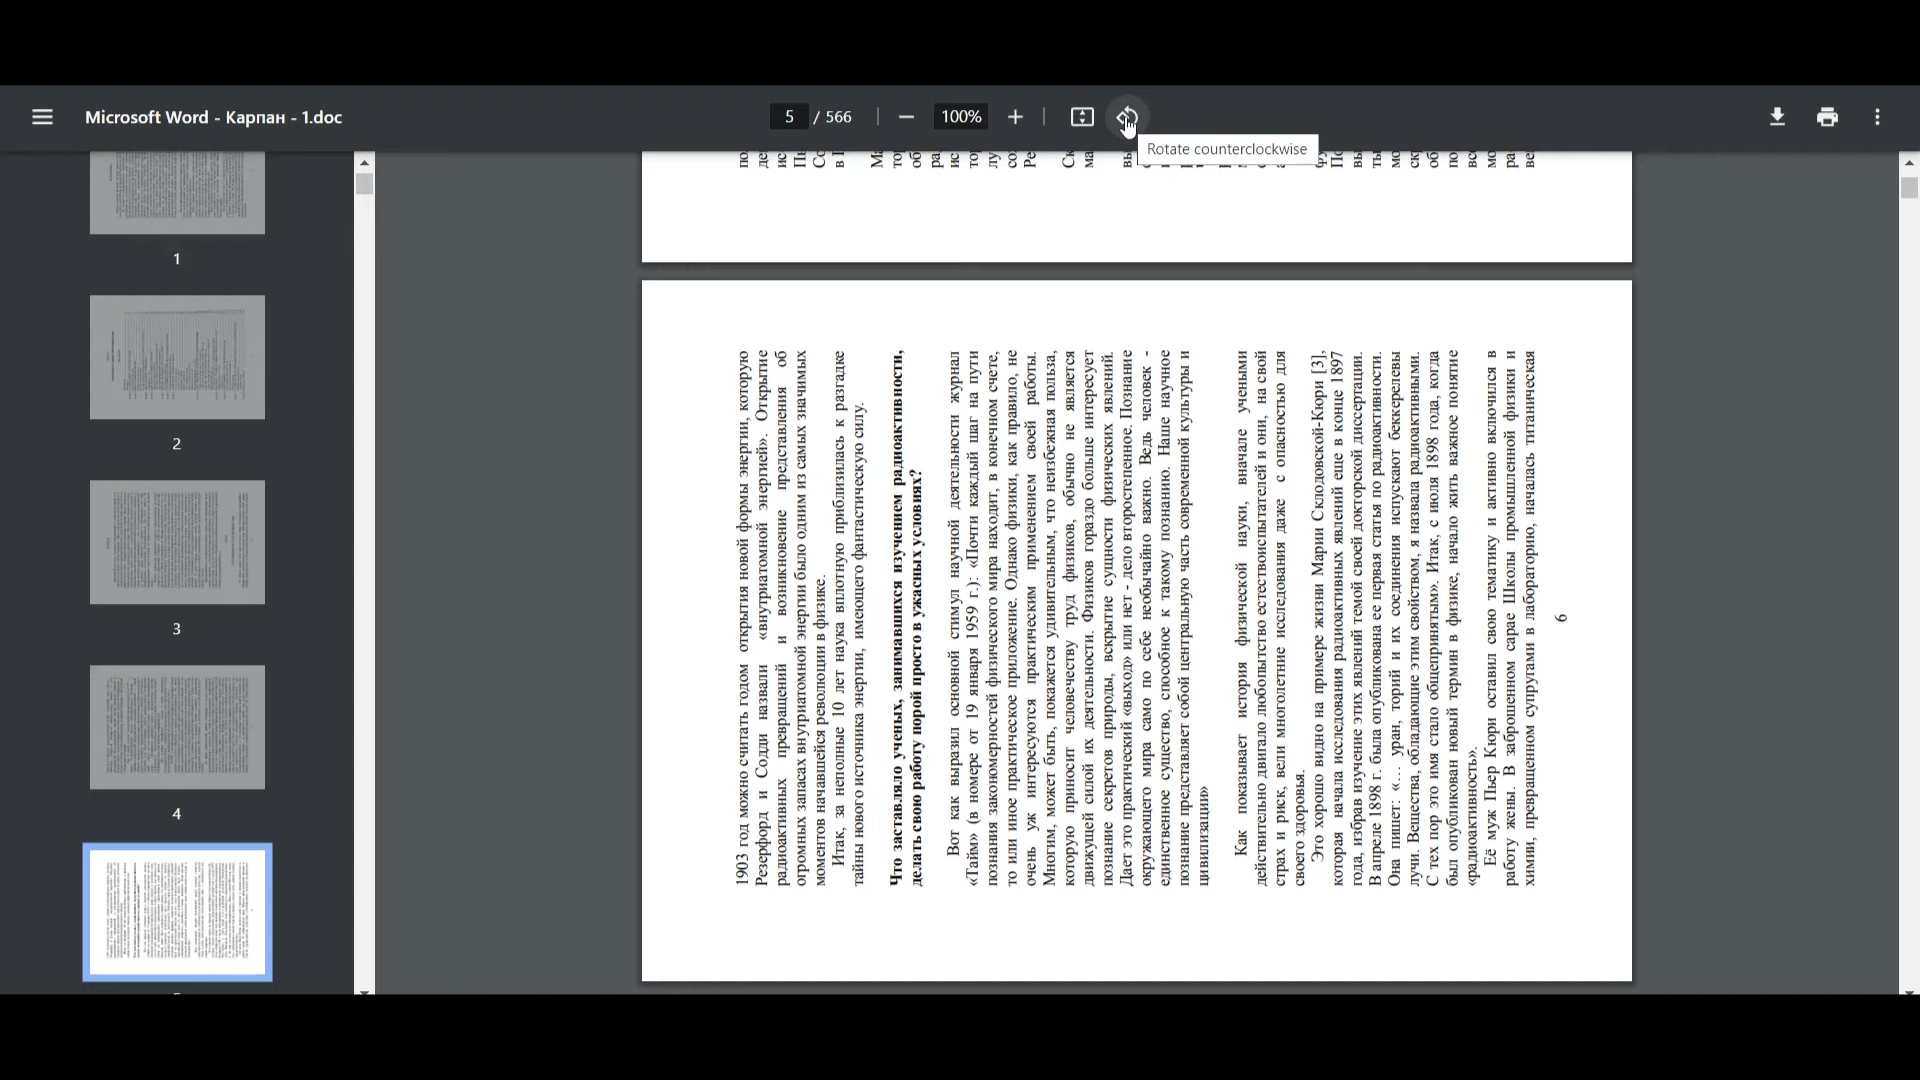 Microsoft Word - Карпан - 1.doc
5 / 566
100%
Rotate counterclockwise
1
2
3
4
1903 год можно считать годом открытия новой формы энергии, которую
Резерфорд и Содди назвали «внутриатомной энергией». Открытие
радиоактивных превращений и возникновение представления об
огромных запасах внутриатомной энергии было одним из самых значимых
моментов начавшейся революции в физике.
Итак, за неполные 10 лет наука вплотную приблизилась к разгадке
тайны нового источника энергии, имеющего фантастическую силу.
Что заставляло ученых, занимавшихся изучением радиоактивности,
делать свою работу порой просто в ужасных условиях?
Вот как выразил основной стимул научной деятельности журнал
«Тайм» (в номере от 19 января 1959 г.): «Почти каждый шаг на пути
познания закономерностей физического мира находит, в конечном счете,
то или иное практическое приложение. Однако физики, как правило, не
очень уж интересуются практическим применением своей работы.
Многим, может быть, покажется удивительным, что неизбежная польза,
которую приносит человечеству труд физиков, обычно не является
движущей силой их деятельности. Физиков гораздо больше интересует
познание секретов природы, вскрытие сущности физических явлений.
Дает это практический «выход» или нет - дело второстепенное. Познание
окружающего мира само по себе необычайно важно. Ведь человек -
единственное существо, способное к такому познанию. Наше научное
познание представляет собой центральную часть современной культуры и
цивилизации»
Как показывает история физической науки, вначале учеными
действительно двигало любопытство естествоиспытателей и они, на свой
страх и риск, вели многолетние исследования даже с опасностью для
своего здоровья.
Это хорошо видно на примере жизни Марии Склодовской-Кюри [3],
которая начала исследования радиоактивных явлений еще в конце 1897
года, избрав изучение этих явлений темой своей докторской диссертации.
В апреле 1898 г. была опубликована ее первая статья по радиоактивности.
Она пишет: «… уран, торий и их соединения испускают беккерелевы
лучи. Вещества, обладающие этим свойством, я назвала радиоактивными.
С тех пор это имя стало общепринятым». Итак, с июля 1898 года, когда
был опубликован новый термин в физике, начало жить важное понятие
«радиоактивность».
Её муж Пьер Кюри оставил свою тематику и активно включился в
работу жены. В заброшенном сарае Школы промышленной физики и
химии, превращенном супругами в лабораторию, началась титаническая
6